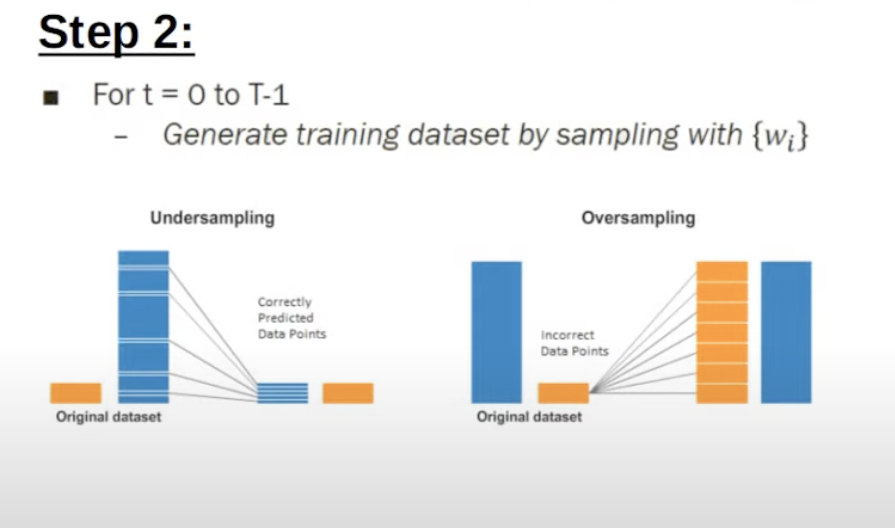 Step 2:
■ For t = 0 to T-1
– Generate training dataset by sampling with {wᵢ}
Undersampling
Oversampling
Correctly
Predicted
Data Points
Incorrect
Data Points
Original dataset
Original dataset